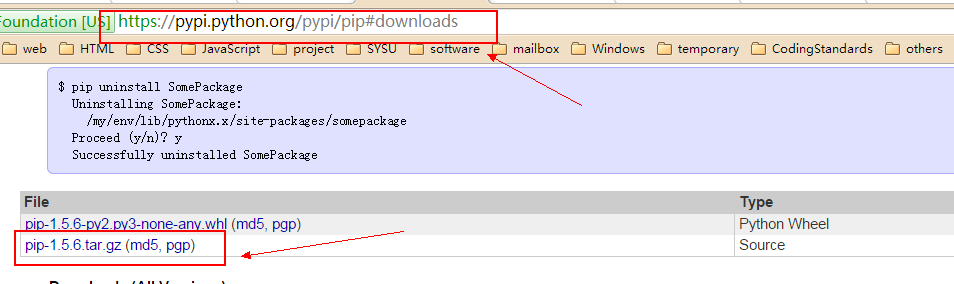 Foundation [US] https://pypi.python.org/pypi/pip#downloads
web HTML CSS JavaScript project SYSU software mailbox Windows temporary CodingStandards others
$ pip uninstall SomePackage
Uninstalling SomePackage:
/my/env/lib/pythonx.x/site-packages/somepackage
Proceed (y/n)? y
Successfully uninstalled SomePackage
File Type
pip-1.5.6-py2.py3-none-any.whl (md5, pgp) Python Wheel
pip-1.5.6.tar.gz (md5, pgp) Source